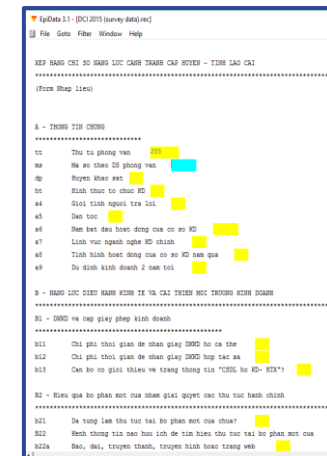 EpiData 3.1 - [DCI 2015 (survey data).rec]
File Goto Filter Window Help
XEP HANG CHI SO NANG LUC CANH TRANH CAP HUYEN - TINH LAO CAI
(Form Nhap lieu)
A - THONG TIN CHUNG
****************************
tt Thu tu phong van 255
ms Ma so theo DS phong van
dp Huyen khao sat
ht Hinh thuc to chuc KD
a4 Gioi tinh nguoi tra loi
a5 Dan toc
a6 Nam bat dau hoat dong cua co so KD
a7 Linh vuc nganh nghe KD chinh
a8 Tinh hinh hoat dong cua co so KD nam qua
a9 Du dinh kinh doanh 2 nam toi
B - NANG LUC DIEU HANH KINH TE VA CAI THIEN MOI TRUONG KINH DOANH
B1 - DKKD va cap giay phep kinh doanh
b11 Chi phi thoi gian de nhan giay DKKD ho ca the
b12 Chi phi thoi gian de nhan giay DKKD hop tac xa
b13 Can bo co gioi thieu ve trang thong tin "CSDL ho KD- HTX"?
B2 - Hieu qua bo phan mot cua nham giai quyet cac thu tuc hanh chinh
b21 Da tung lam thu tuc tai bo phan mot cua chua?
B22 Kenh thong tin nao huu ich de tim hieu thu tuc tai bo phan mot cua
b22a Bao, dai, truyen thanh, truyen hinh hoac trang web